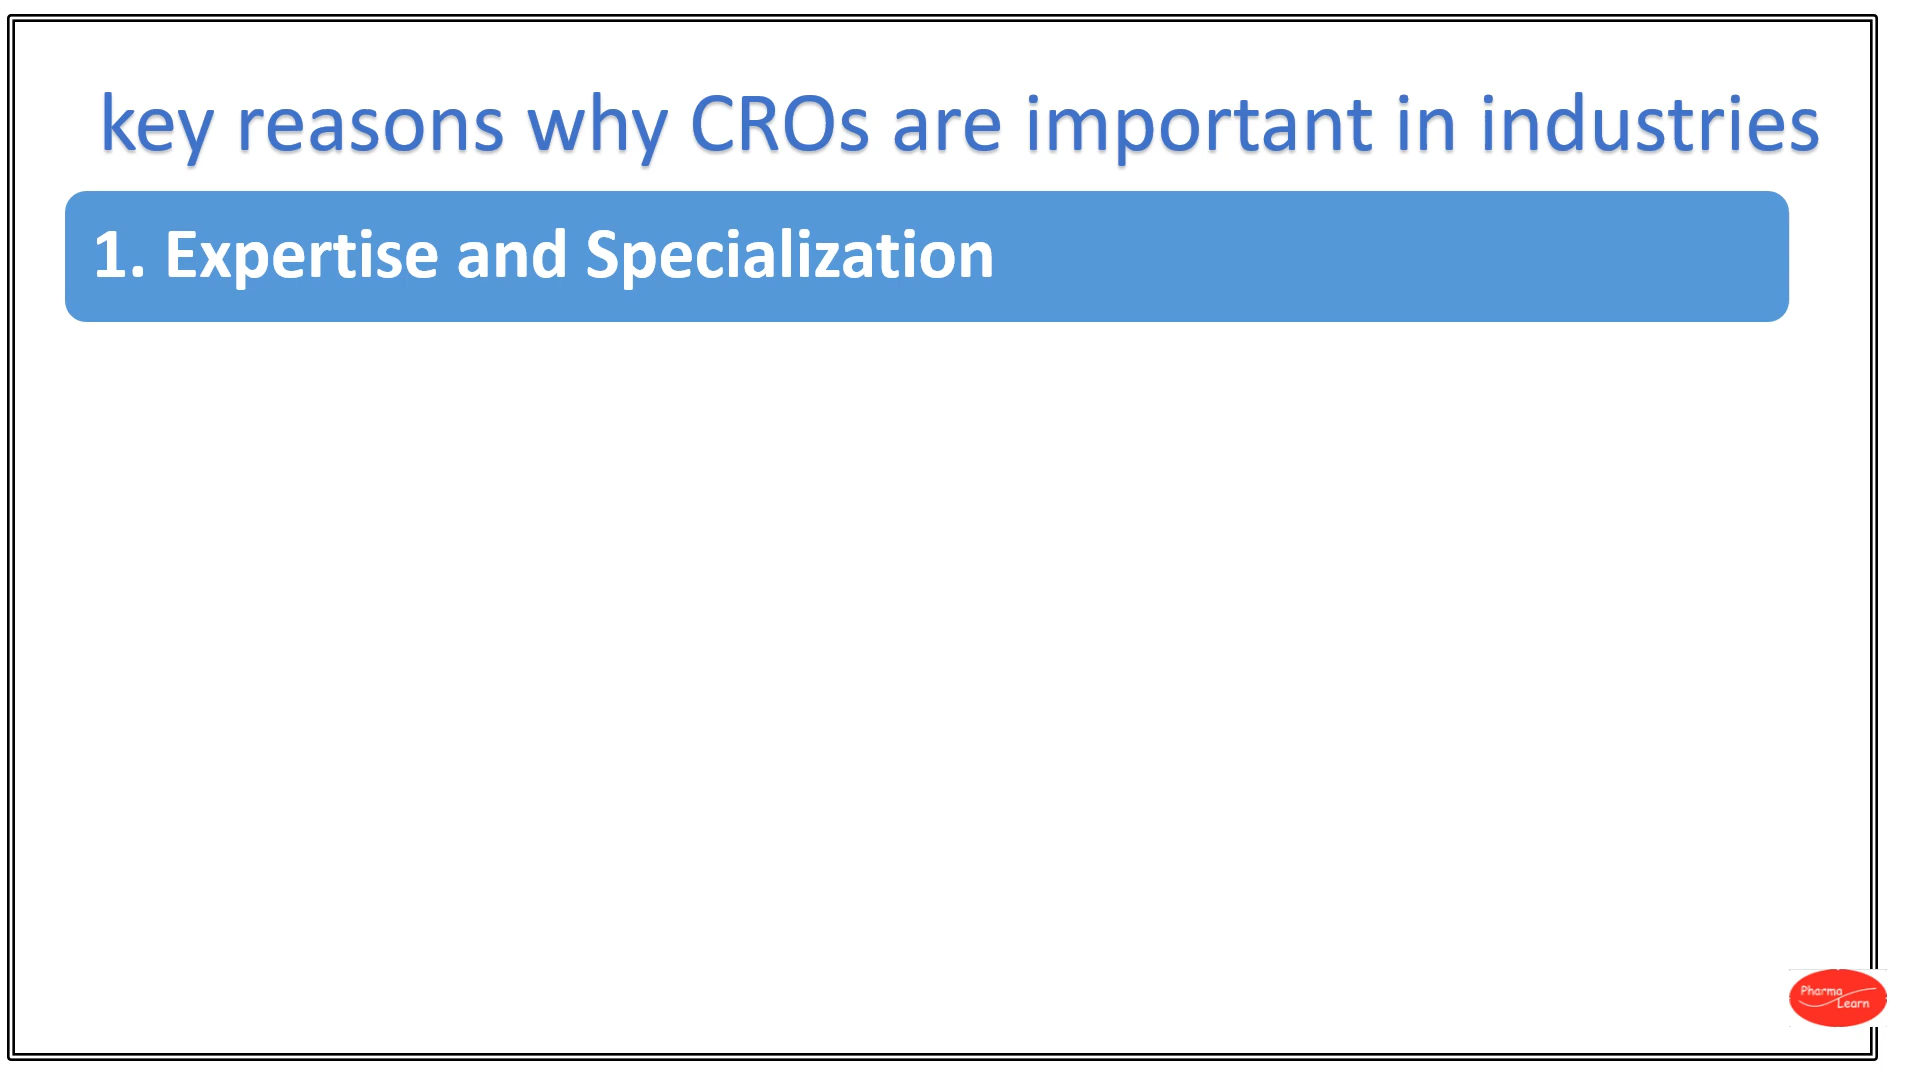 key reasons why CROs are important in industries
1. Expertise and Specialization
Pharma
Learn